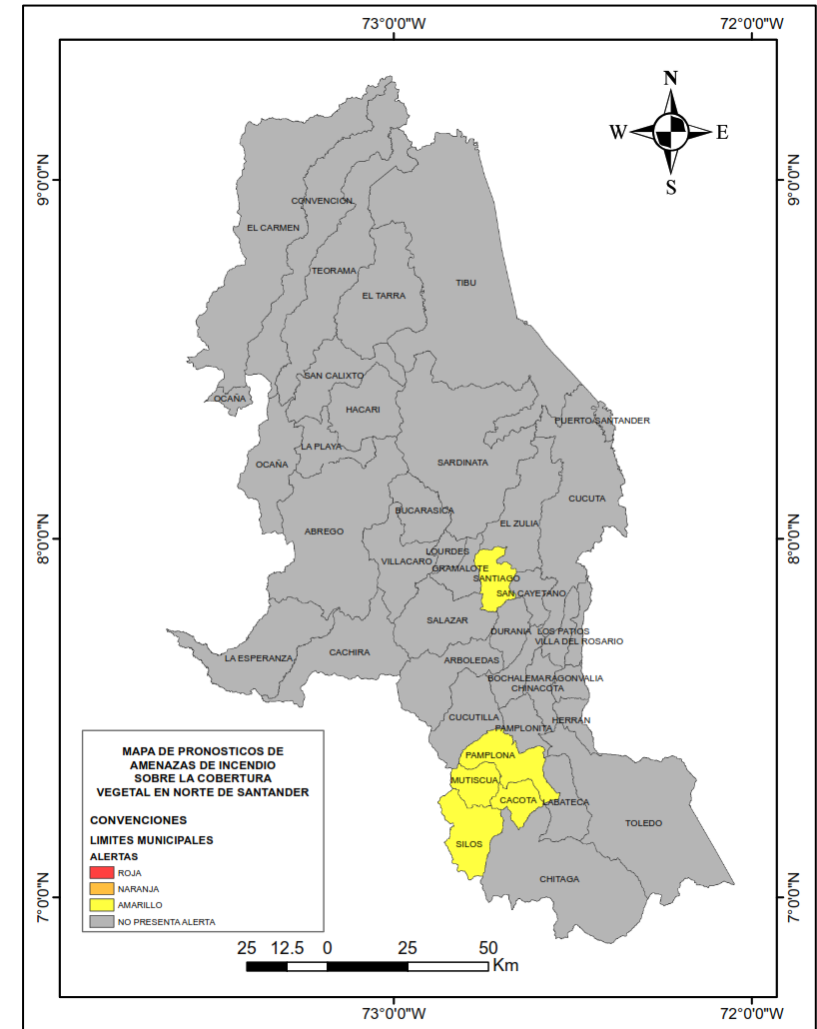 73°0'0"W 72°0'0"W
N
W E
S
9°0'0"N 9°0'0"N
CONVENCIÓN
EL CARMEN
TEORAMA
TIBU
EL TARRA
SAN CALIXTO
OCAÑA
HACARI
PUERTO SANTANDER
LA PLAYA
OCAÑA
SARDINATA
CUCUTA
BUCARASICA
EL ZULIA
ABREGO
8°0'0"N 8°0'0"N
LOURDES
VILLACARO
GRAMALOTE
SANTIAGO
SAN CAYETANO
SALAZAR
DURANIA
LOS PATIOS
VILLA DEL ROSARIO
CACHIRA
LA ESPERANZA
ARBOLEDAS
BOCHALEMA
RAGONVALIA
CHINACOTA
CUCUTILLA
HERRÁN
PAMPLONITA
PAMPLONA
MUTISCUA
CACOTA
LABATECA
TOLEDO
SILOS
CHITAGA
MAPA DE PRONOSTICOS DE
AMENAZAS DE INCENDIO
SOBRE LA COBERTURA
VEGETAL EN NORTE DE SANTANDER
CONVENCIONES
LIMITES MUNICIPALES
ALERTAS
ROJA
NARANJA
AMARILLO
NO PRESENTA ALERTA
7°0'0"N 7°0'0"N
25 12.5 0 25 50
Km
73°0'0"W 72°0'0"W